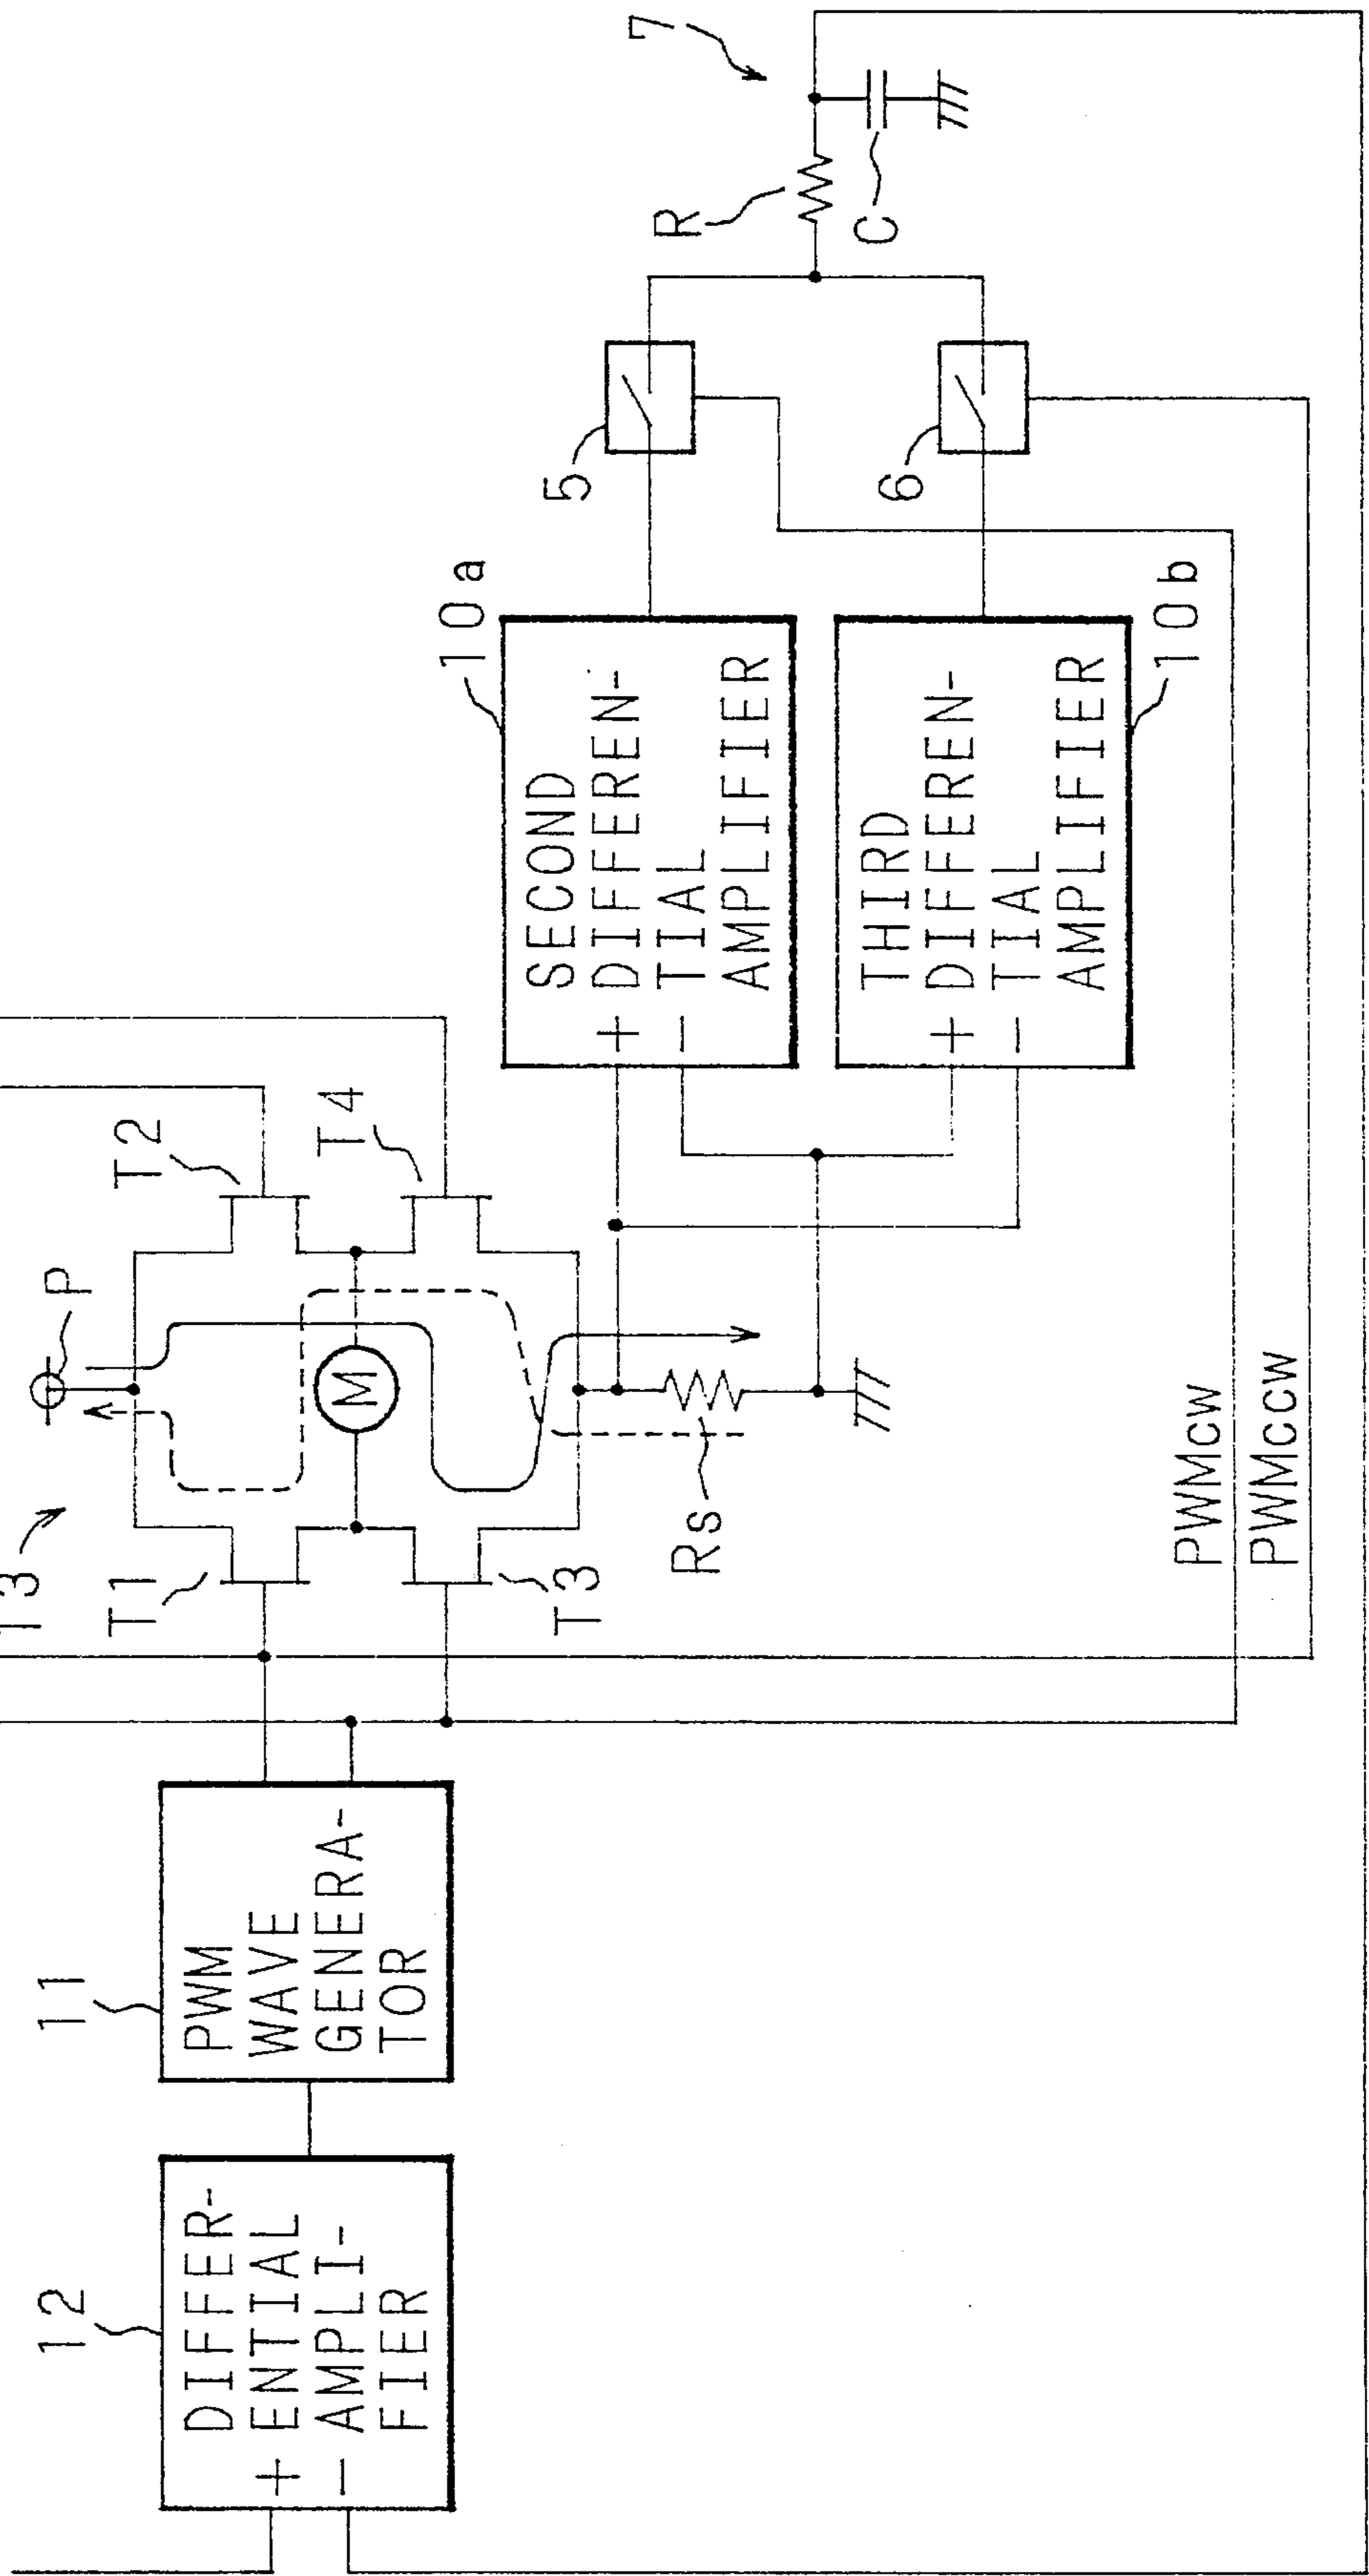 12
DIFFER-
ENTIAL
AMPLI-
FIER
+
−
11
PWM
WAVE
GENERA-
TOR
T1
T3
P
M
T2
T4
Rs
10a
SECOND
DIFFEREN-
TIAL
AMPLIFIER
+
−
THIRD
DIFFEREN-
TIAL
AMPLIFIER
+
−
10b
5
6
R
C
7
PWMcw
PWMccw